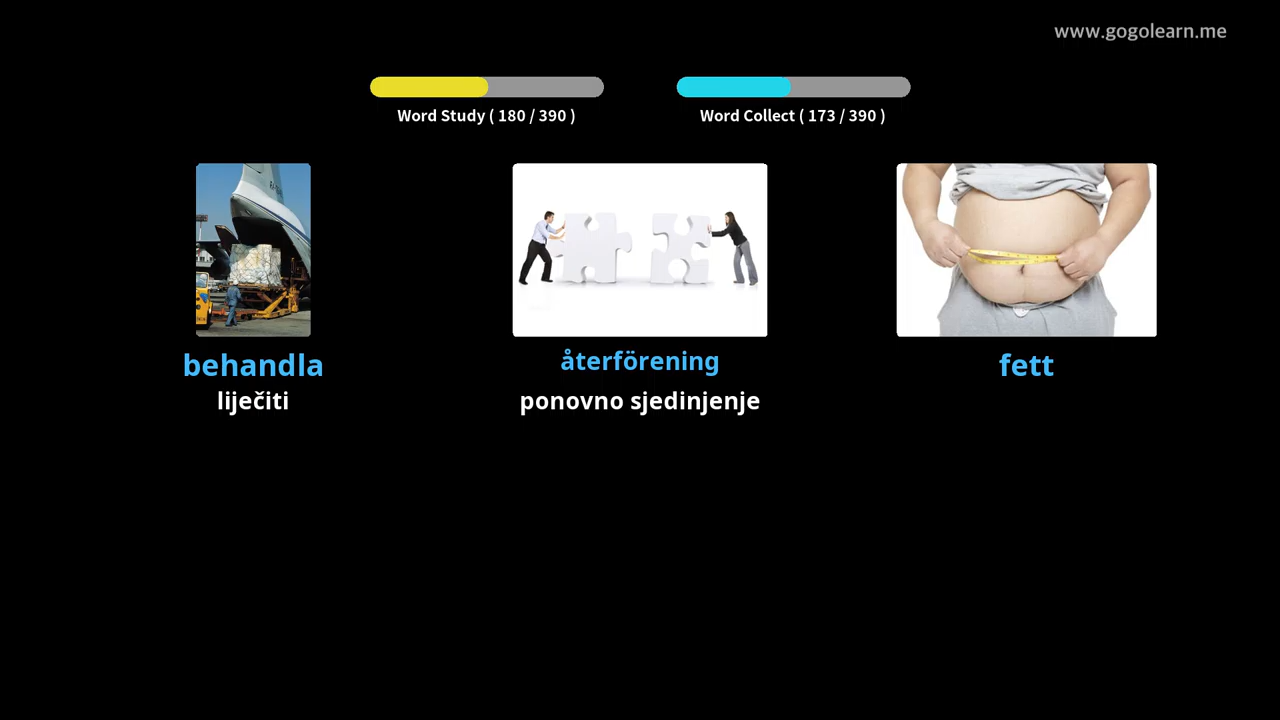 www.gogolearn.me
Word Study ( 180 / 390 )
Word Collect ( 173 / 390 )
behandla
liječiti
återförening
ponovno sjedinjenje
fett